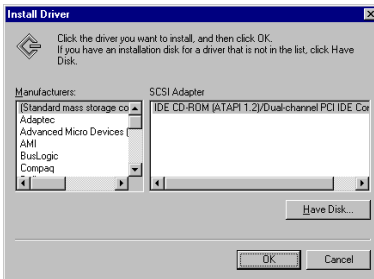 Install Driver
Click the driver you want to install, and then click OK.
If you have an installation disk for a driver that is not in the list, click Have
Disk.
Manufacturers:
(Standard mass storage co
Adaptec
Advanced Micro Devices (
AMI
BusLogic
Compaq
SCSI Adapter
IDE CD-ROM (ATAPI 1.2)/Dual-channel PCI IDE Cor
Have Disk...
OK
Cancel